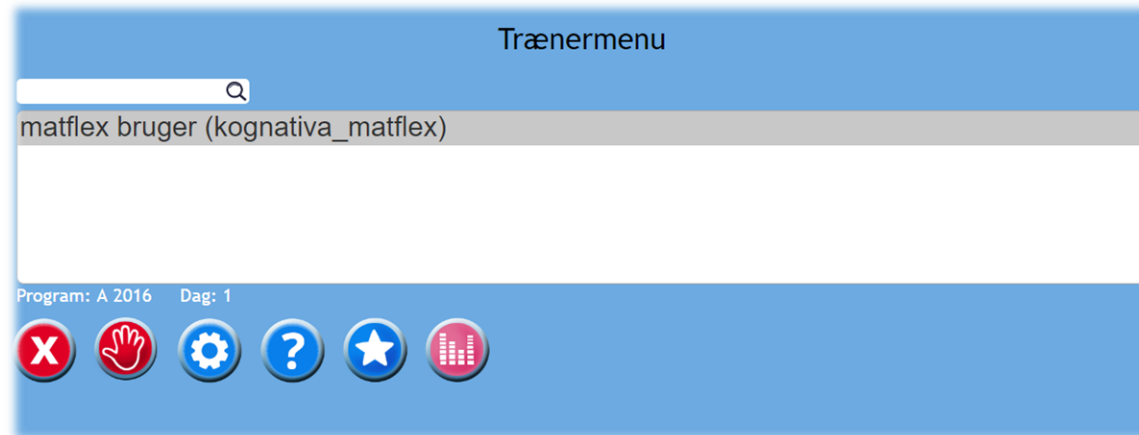 Trænermenu
matflex bruger (kognativa_matflex)
Program: A 2016 Dag: 1
X
?